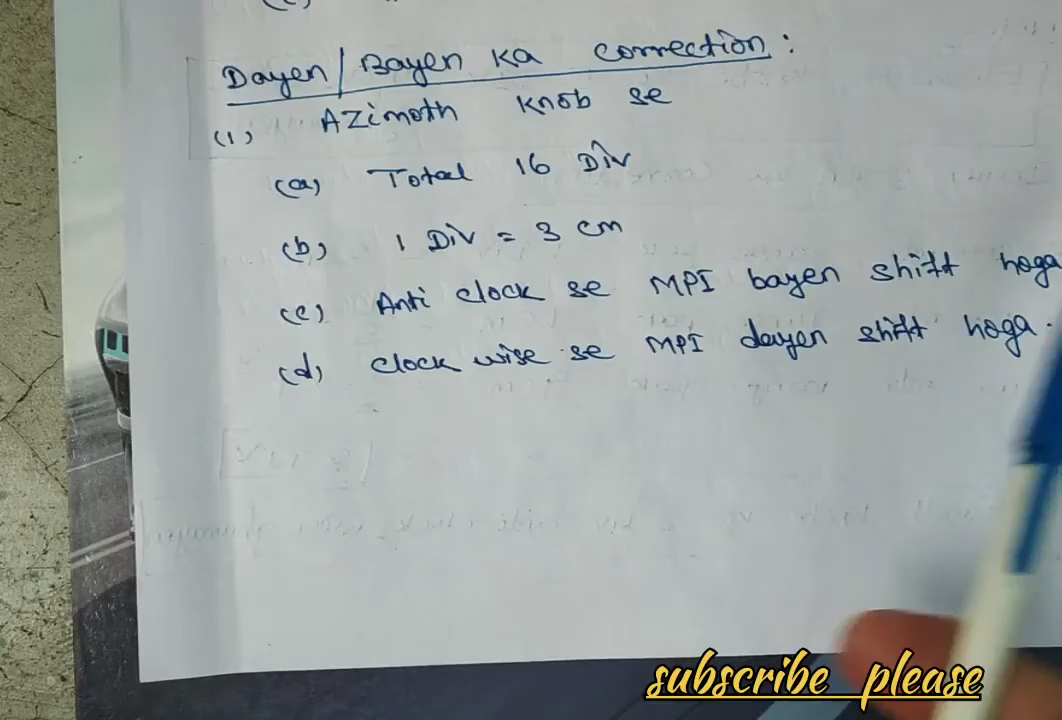 Dayen/Bayen ka correction:
(1) AZimoth knob se
(a) Total 16 Div
(b) 1 Div = 3 cm
(c) Anti clock se MPI bayen shift hoga
(d) clock wise se MPI dayen shift hoga.
subscribe please